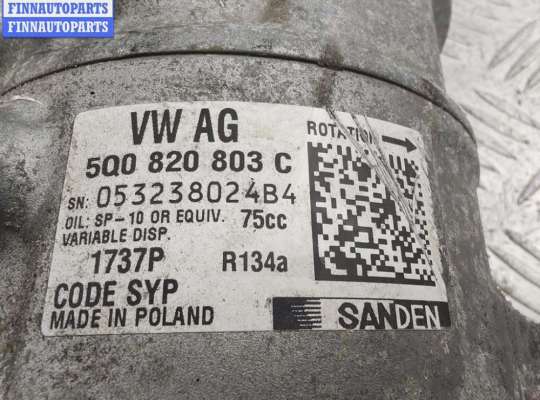 FINNAUTOPARTS
FINNAUTOPARTS
VW AG
ROTATION
5Q0 820 803 C
SN: 053238024B4
OIL: SP-10 OR EQUIV. 75cc
VARIABLE DISP.
1737P R134a
CODE SYP
MADE IN POLAND
SANDEN